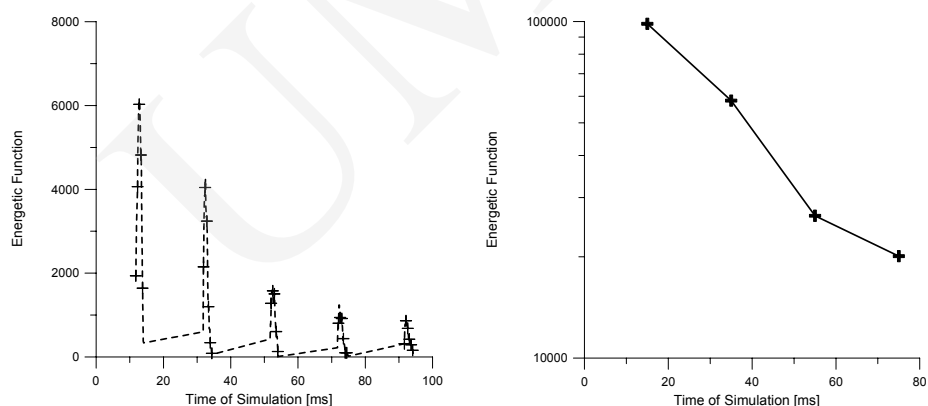 8000
6000
4000
2000
0
0 20 40 60 80 100
Time of Simulation [ms]
Energetic Function
100000
10000
0 20 40 60 80
Time of Simulation [ms]
Energetic Function
UM